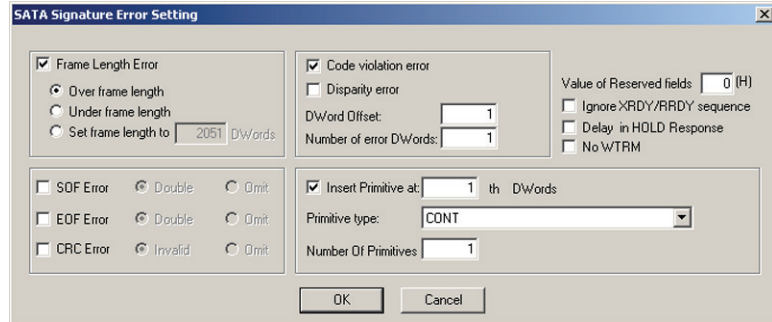 SATA Signature Error Setting
Frame Length Error
Over frame length
Under frame length
Set frame length to 2051 DWords
Code violation error
Disparity error
DWord Offset: 1
Number of error DWords: 1
Value of Reserved fields 0 (H)
Ignore XRDY/RRDY sequence
Delay in HOLD Response
No WTRM
SOF Error Double Omit
EOF Error Double Omit
CRC Error Invalid Omit
Insert Primitive at: 1 th DWords
Primitive type: CONT
Number Of Primitives 1
OK Cancel